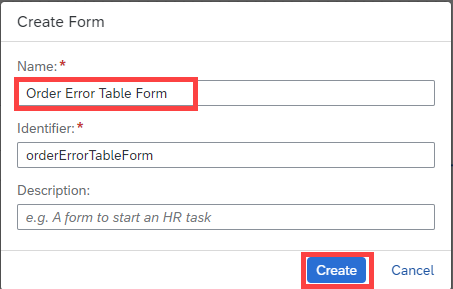 Create Form
Name:*
Order Error Table Form
Identifier:*
orderErrorTableForm
Description:
e.g. A form to start an HR task
Create Cancel